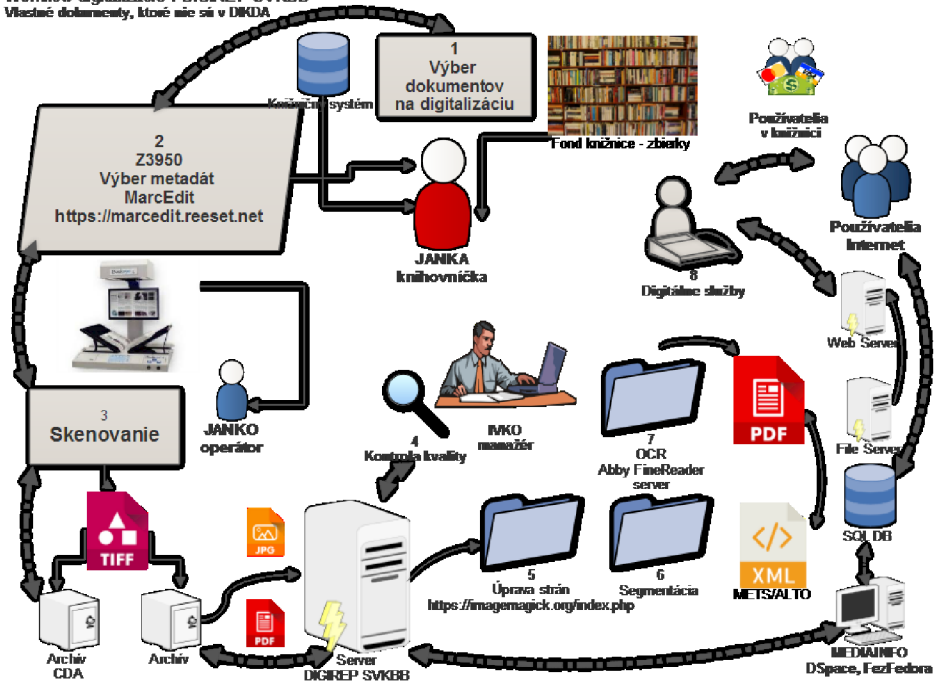 Vlastné dokumenty, ktoré nie sú v DIKDA
1
Výber
dokumentov
na digitalizáciu
Knižničný systém
2
Z3950
Výber metadát
MarcEdit
https://marcedit.reeset.net
Fond knižnice - zbierky
Používatelia
v knižnici
Používatelia
Internet
JANKA
knihovníčka
8
Digitálne služby
Web Server
File Server
3
Skenovanie
JANKO
operátor
4
Kontrola kvality
IVKO
manažér
7
OCR
Abby FineReader
server
PDF
SQL DB
TIFF
JPG
5
Úprava strán
https://imagemagick.org/index.php
6
Segmentácia
XML
METS/ALTO
Archív
CDA
Archív
PDF
Server
DIGIREP SVKBB
MEDIAINFO
DSpace, FezFedora